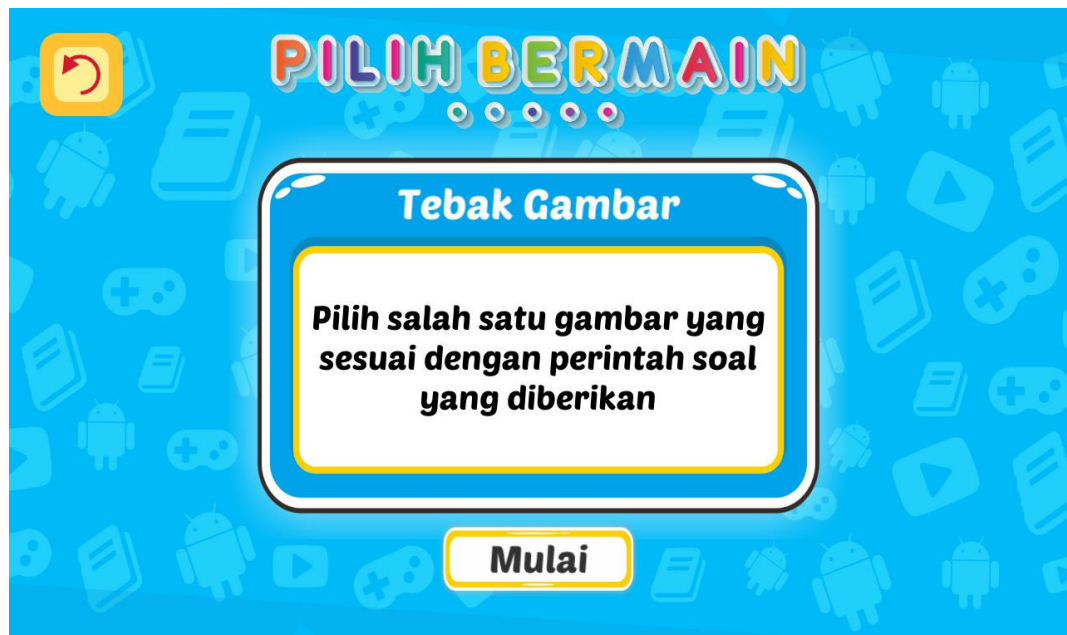 PILIH BERMAIN
Tebak Gambar
Pilih salah satu gambar yang
sesuai dengan perintah soal
yang diberikan
Mulai